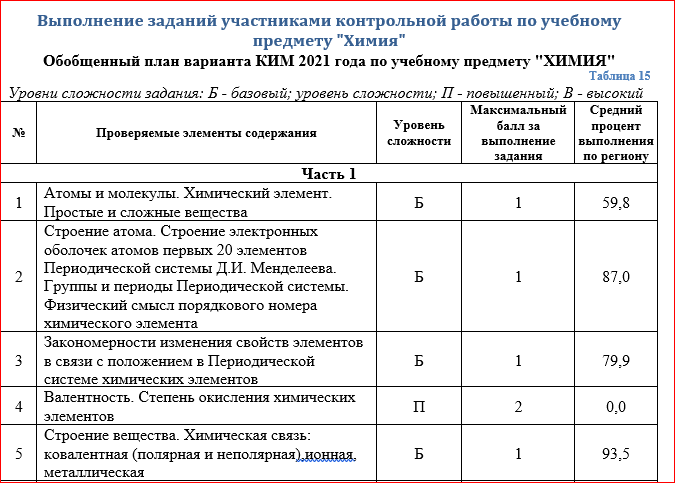 Выполнение заданий участниками контрольной работы по учебному
предмету "Химия"
Обобщенный план варианта КИМ 2021 года по учебному предмету "ХИМИЯ"
Таблица 15
Уровни сложности задания: Б - базовый; уровень сложности; П - повышенный; В - высокий
№ Проверяемые элементы содержания Уровень сложности Максимальный балл за выполнение задания Средний процент выполнения по региону
Часть 1
1 Атомы и молекулы. Химический элемент. Б 1 59,8
Простые и сложные вещества
Строение атома. Строение электронных
оболочек атомов первых 20 элементов
2 Периодической системы Д.И. Менделеева. Б 1 87,0
Группы и периоды Периодической системы.
Физический смысл порядкового номера
химического элемента
Закономерности изменения свойств элементов
3 в связи с положением в Периодической Б 1 79,9
системе химических элементов
4 Валентность. Степень окисления химических П 2 0,0
элементов
Строение вещества. Химическая связь:
5 ковалентная (полярная и неполярная),ионная, Б 1 93,5
металлическая